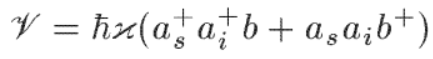 𝒱 = ħϰ(a_s^+ a_i^+ b + a_s a_i b^+)